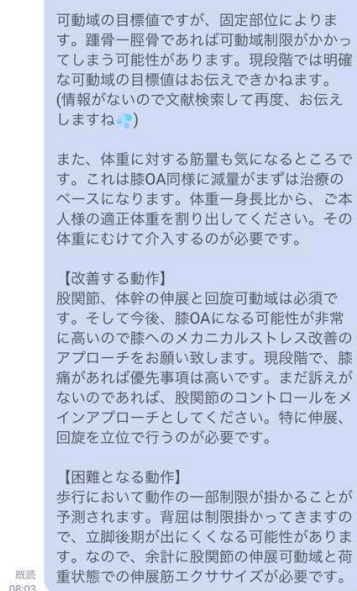 可動域の目標値ですが、固定部位によりま
す。踵骨ー脛骨であれば可動域制限がかかっ
てしまう可能性があります。現段階では明確
な可動域の目標値はお伝えできかねます。
(情報がないので文献検索して再度、お伝え
しますね💦)

また、体重に対する筋量も気になるところで
す。これは膝OA同様に減量がまずは治療の
ベースになります。体重ー身長比から、ご本
人様の適正体重を割り出してください。その
体重にむけて介入するのが必要です。

【改善する動作】
股関節、体幹の伸展と回旋可動域は必須で
す。そして今後、膝OAになる可能性が非常
に高いので膝へのメカニカルストレス改善の
アプローチをお願い致します。現段階で、膝
痛があれば優先事項は高いです。まだ訴えが
ないのであれば、股関節のコントロールをメ
インアプローチとしてください。特に伸展、
回旋を立位で行うのが必要です。

【困難となる動作】
歩行において動作の一部制限が掛かることが
予測されます。背屈は制限掛かってきますの
で、立脚後期が出にくくなる可能性がありま
す。なので、余計に股関節の伸展可動域と荷
重状態での伸展筋エクササイズが必要です。
既読
08:03